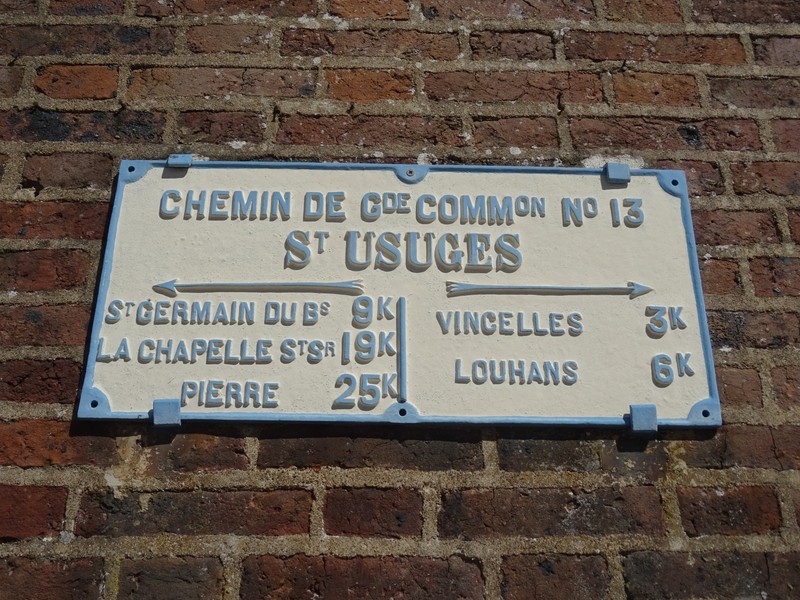 CHEMIN DE GDE COMMON NO 13
ST USUGES
ST GERMAIN DU BS 9K
LA CHAPELLE ST SR 19K
PIERRE 25K
VINCELLES 3K
LOUHANS 6K